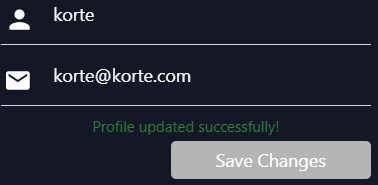 korte
korte@korte.com
Profile updated successfully!
Save Changes